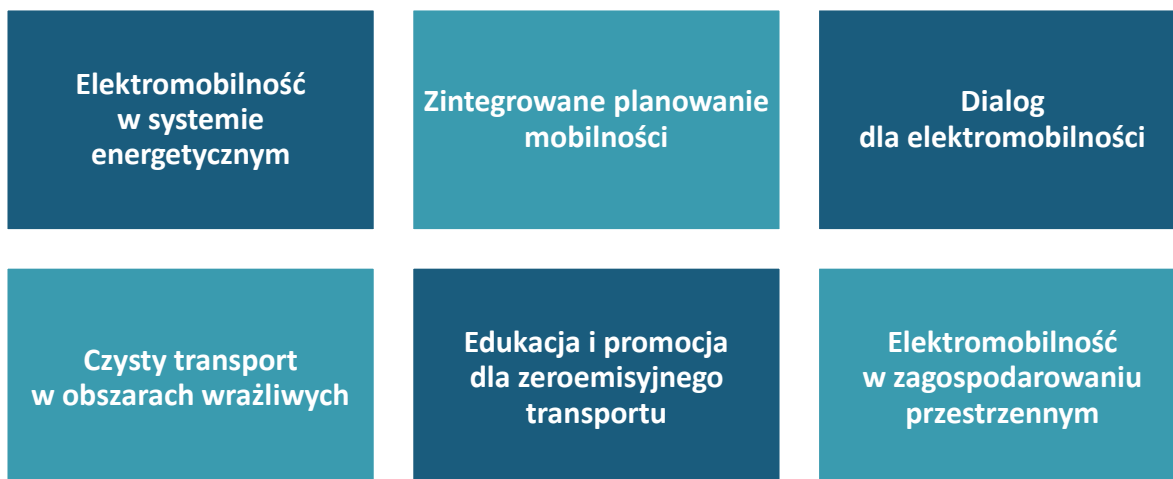 Elektromobilność
w systemie
energetycznym
Zintegrowane planowanie
mobilności
Dialog
dla elektromobilności
Czysty transport
w obszarach wrażliwych
Edukacja i promocja
dla zeroemisyjnego
transportu
Elektromobilność
w zagospodarowaniu
przestrzennym